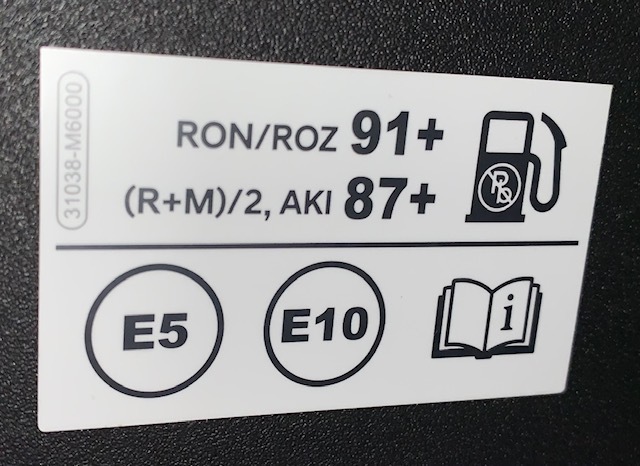 31038-M6000
RON/ROZ 91+
(R+M)/2, AKI 87+
Pb
E5
E10
i